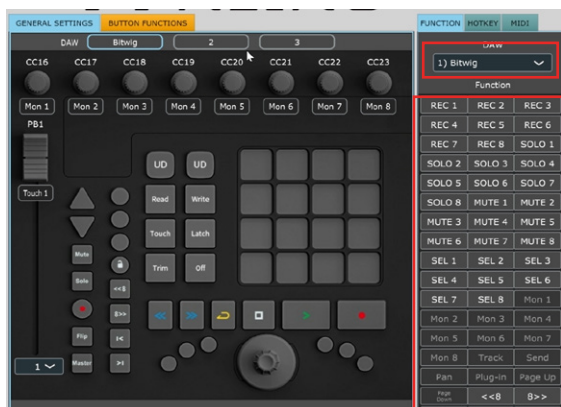 GENERAL SETTINGS BUTTON FUNCTIONS
DAW Bitwig 2 3
CC16 CC17 CC18 CC19 CC20 CC21 CC22 CC23
Mon 1 Mon 2 Mon 3 Mon 4 Mon 5 Mon 6 Mon 7 Mon 8
PB1
UD UD
Touch 1
Read Write
Touch Latch
Mute
Trim Off
Solo
<<8
8>>
<< >>
Flip I<
1 Master >I
FUNCTION HOTKEY MIDI
DAW
1) Bitwig
Function
REC 1 REC 2 REC 3
REC 4 REC 5 REC 6
REC 7 REC 8 SOLO 1
SOLO 2 SOLO 3 SOLO 4
SOLO 5 SOLO 6 SOLO 7
SOLO 8 MUTE 1 MUTE 2
MUTE 3 MUTE 4 MUTE 5
MUTE 6 MUTE 7 MUTE 8
SEL 1 SEL 2 SEL 3
SEL 4 SEL 5 SEL 6
SEL 7 SEL 8 Mon 1
Mon 2 Mon 3 Mon 4
Mon 5 Mon 6 Mon 7
Mon 8 Track Send
Pan Plug-in Page Up
Page Down <<8 8>>